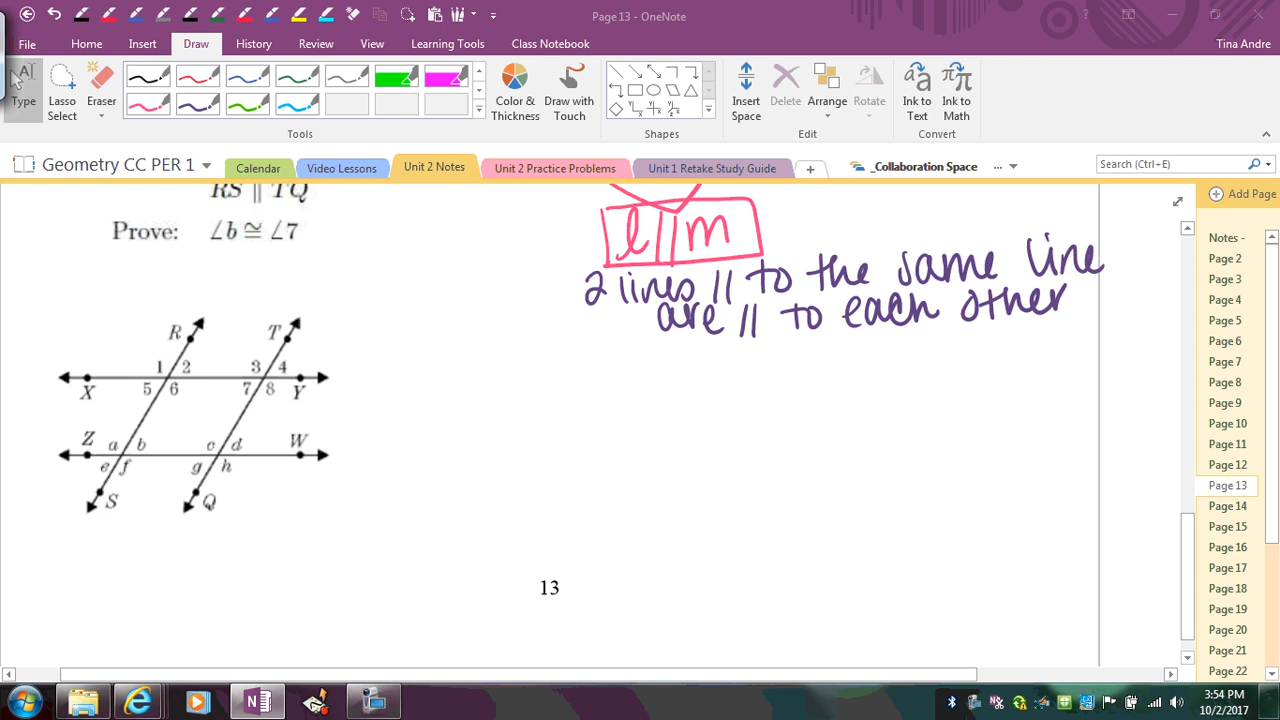 Page 13 - OneNote
Tina Andre
File Home Insert Draw History Review View Learning Tools Class Notebook
Type
Lasso Select
Eraser
Color & Thickness
Draw with Touch
Insert Space
Delete
Arrange
Rotate
Ink to Text
Ink to Math
Tools
Shapes
Edit
Convert
Geometry CC PER 1
Calendar Video Lessons Unit 2 Notes Unit 2 Practice Problems Unit 1 Retake Study Guide
_Collaboration Space
Search (Ctrl+E)
Add Page
RS ∥ TQ
Prove: ∠b ≅ ∠7
l || m
2 lines // to the same line
are // to each other
R T
1 2 3 4
X 5 6 7 8 Y
Z a b c d W
e f g h
S Q
13
Notes -
Page 2
Page 3
Page 4
Page 5
Page 6
Page 7
Page 8
Page 9
Page 10
Page 11
Page 12
Page 13
Page 14
Page 15
Page 16
Page 17
Page 18
Page 19
Page 20
Page 21
Page 22
3:54 PM
10/2/2017